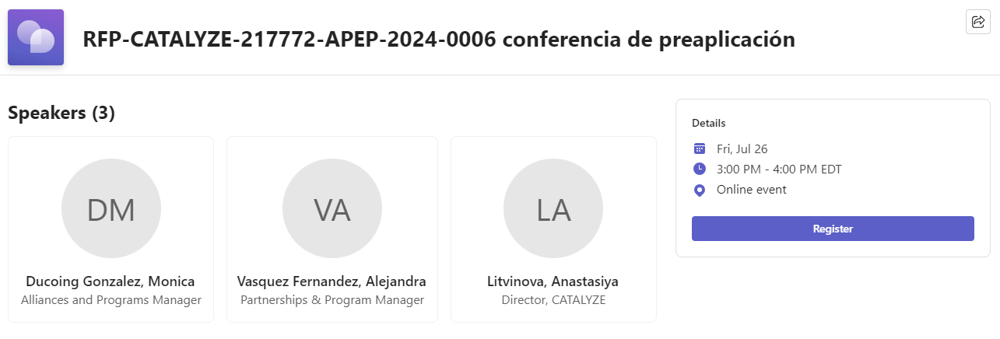 RFP-CATALYZE-217772-APEP-2024-0006 conferencia de preaplicación
Speakers (3)
DM
Ducoing Gonzalez, Monica
Alliances and Programs Manager
VA
Vasquez Fernandez, Alejandra
Partnerships & Program Manager
LA
Litvinova, Anastasiya
Director, CATALYZE
Details
Fri, Jul 26
3:00 PM - 4:00 PM EDT
Online event
Register